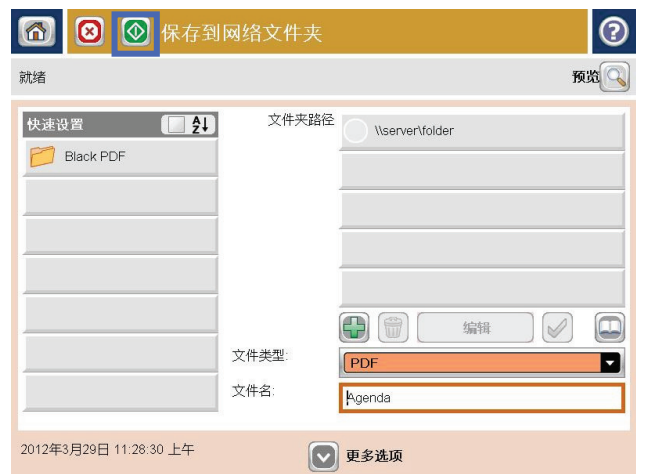 保存到网络文件夹
就绪
预览
快速设置
文件夹路径
\\server\folder
Black PDF
编辑
文件类型:
PDF
文件名:
Agenda
2012年3月29日 11:28:30 上午
更多选项